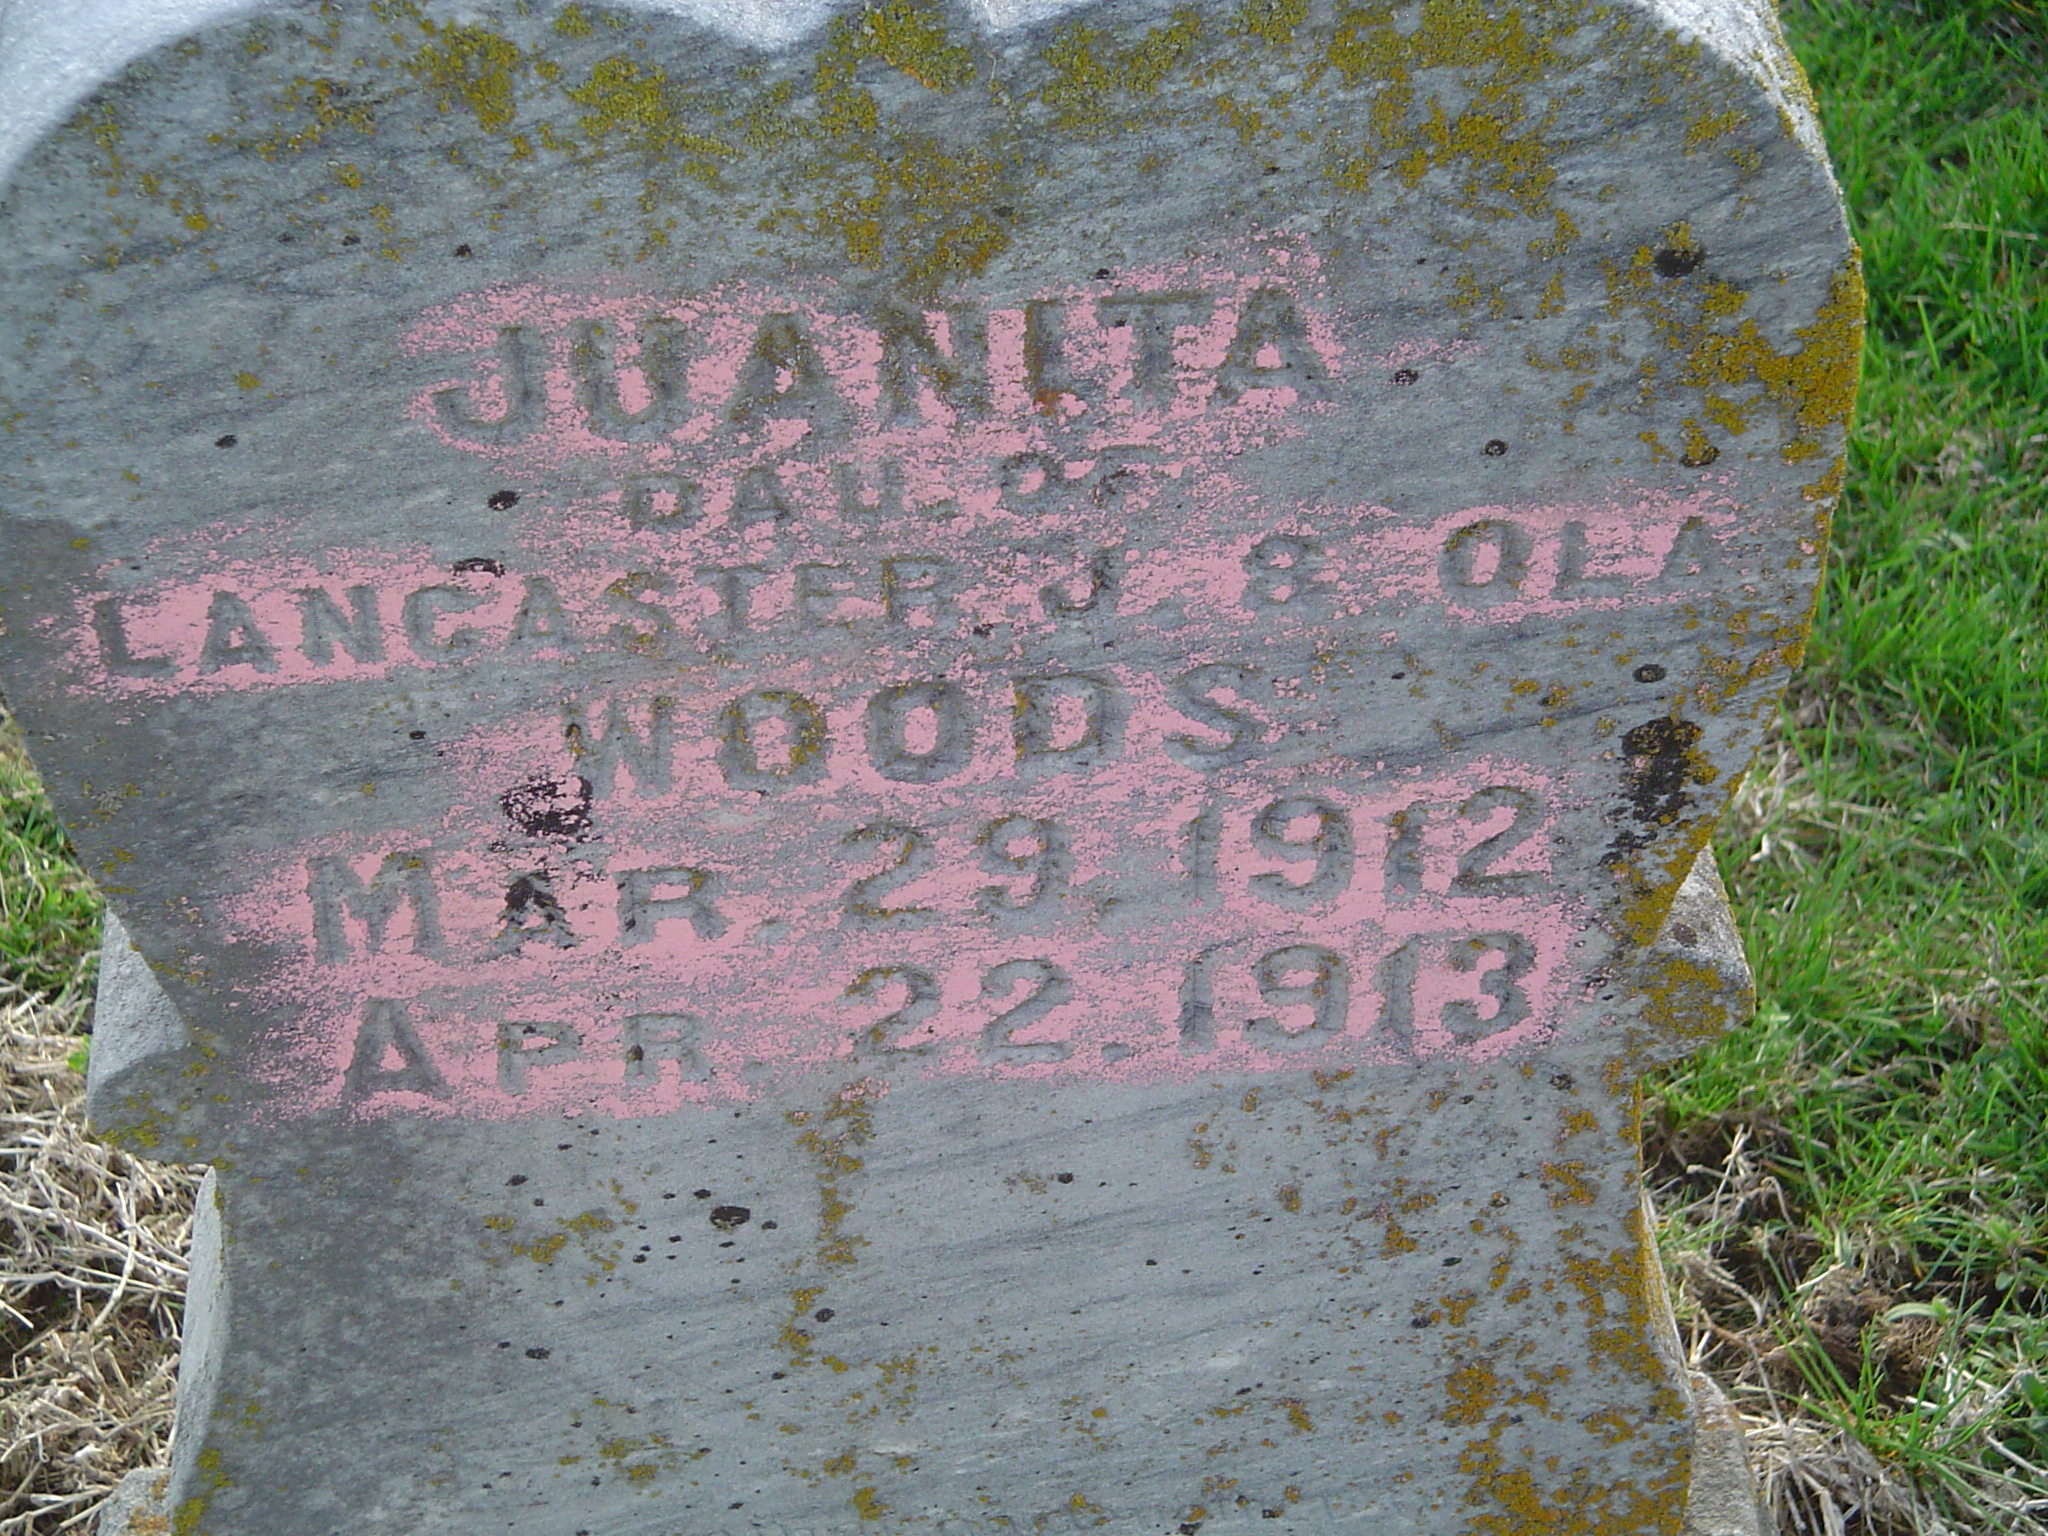 JUANITA
DAU. OF
LANCASTER J. & OLA
WOODS
MAR. 29, 1912
APR. 22, 1913